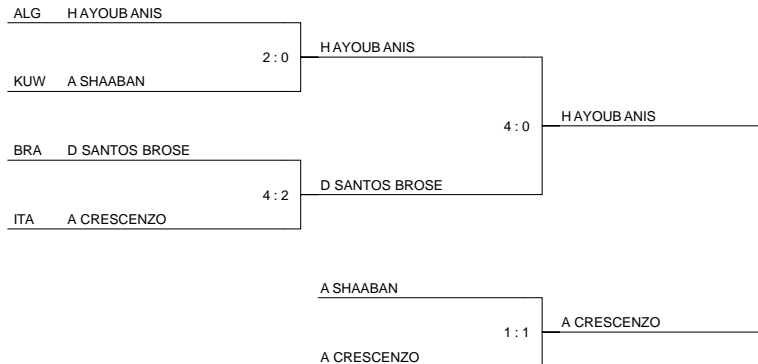 ALG H AYOUB ANIS
2 : 0 H AYOUB ANIS
KUW A SHAABAN
4 : 0 H AYOUB ANIS
BRA D SANTOS BROSE
4 : 2 D SANTOS BROSE
ITA A CRESCENZO
A SHAABAN
1 : 1 A CRESCENZO
A CRESCENZO